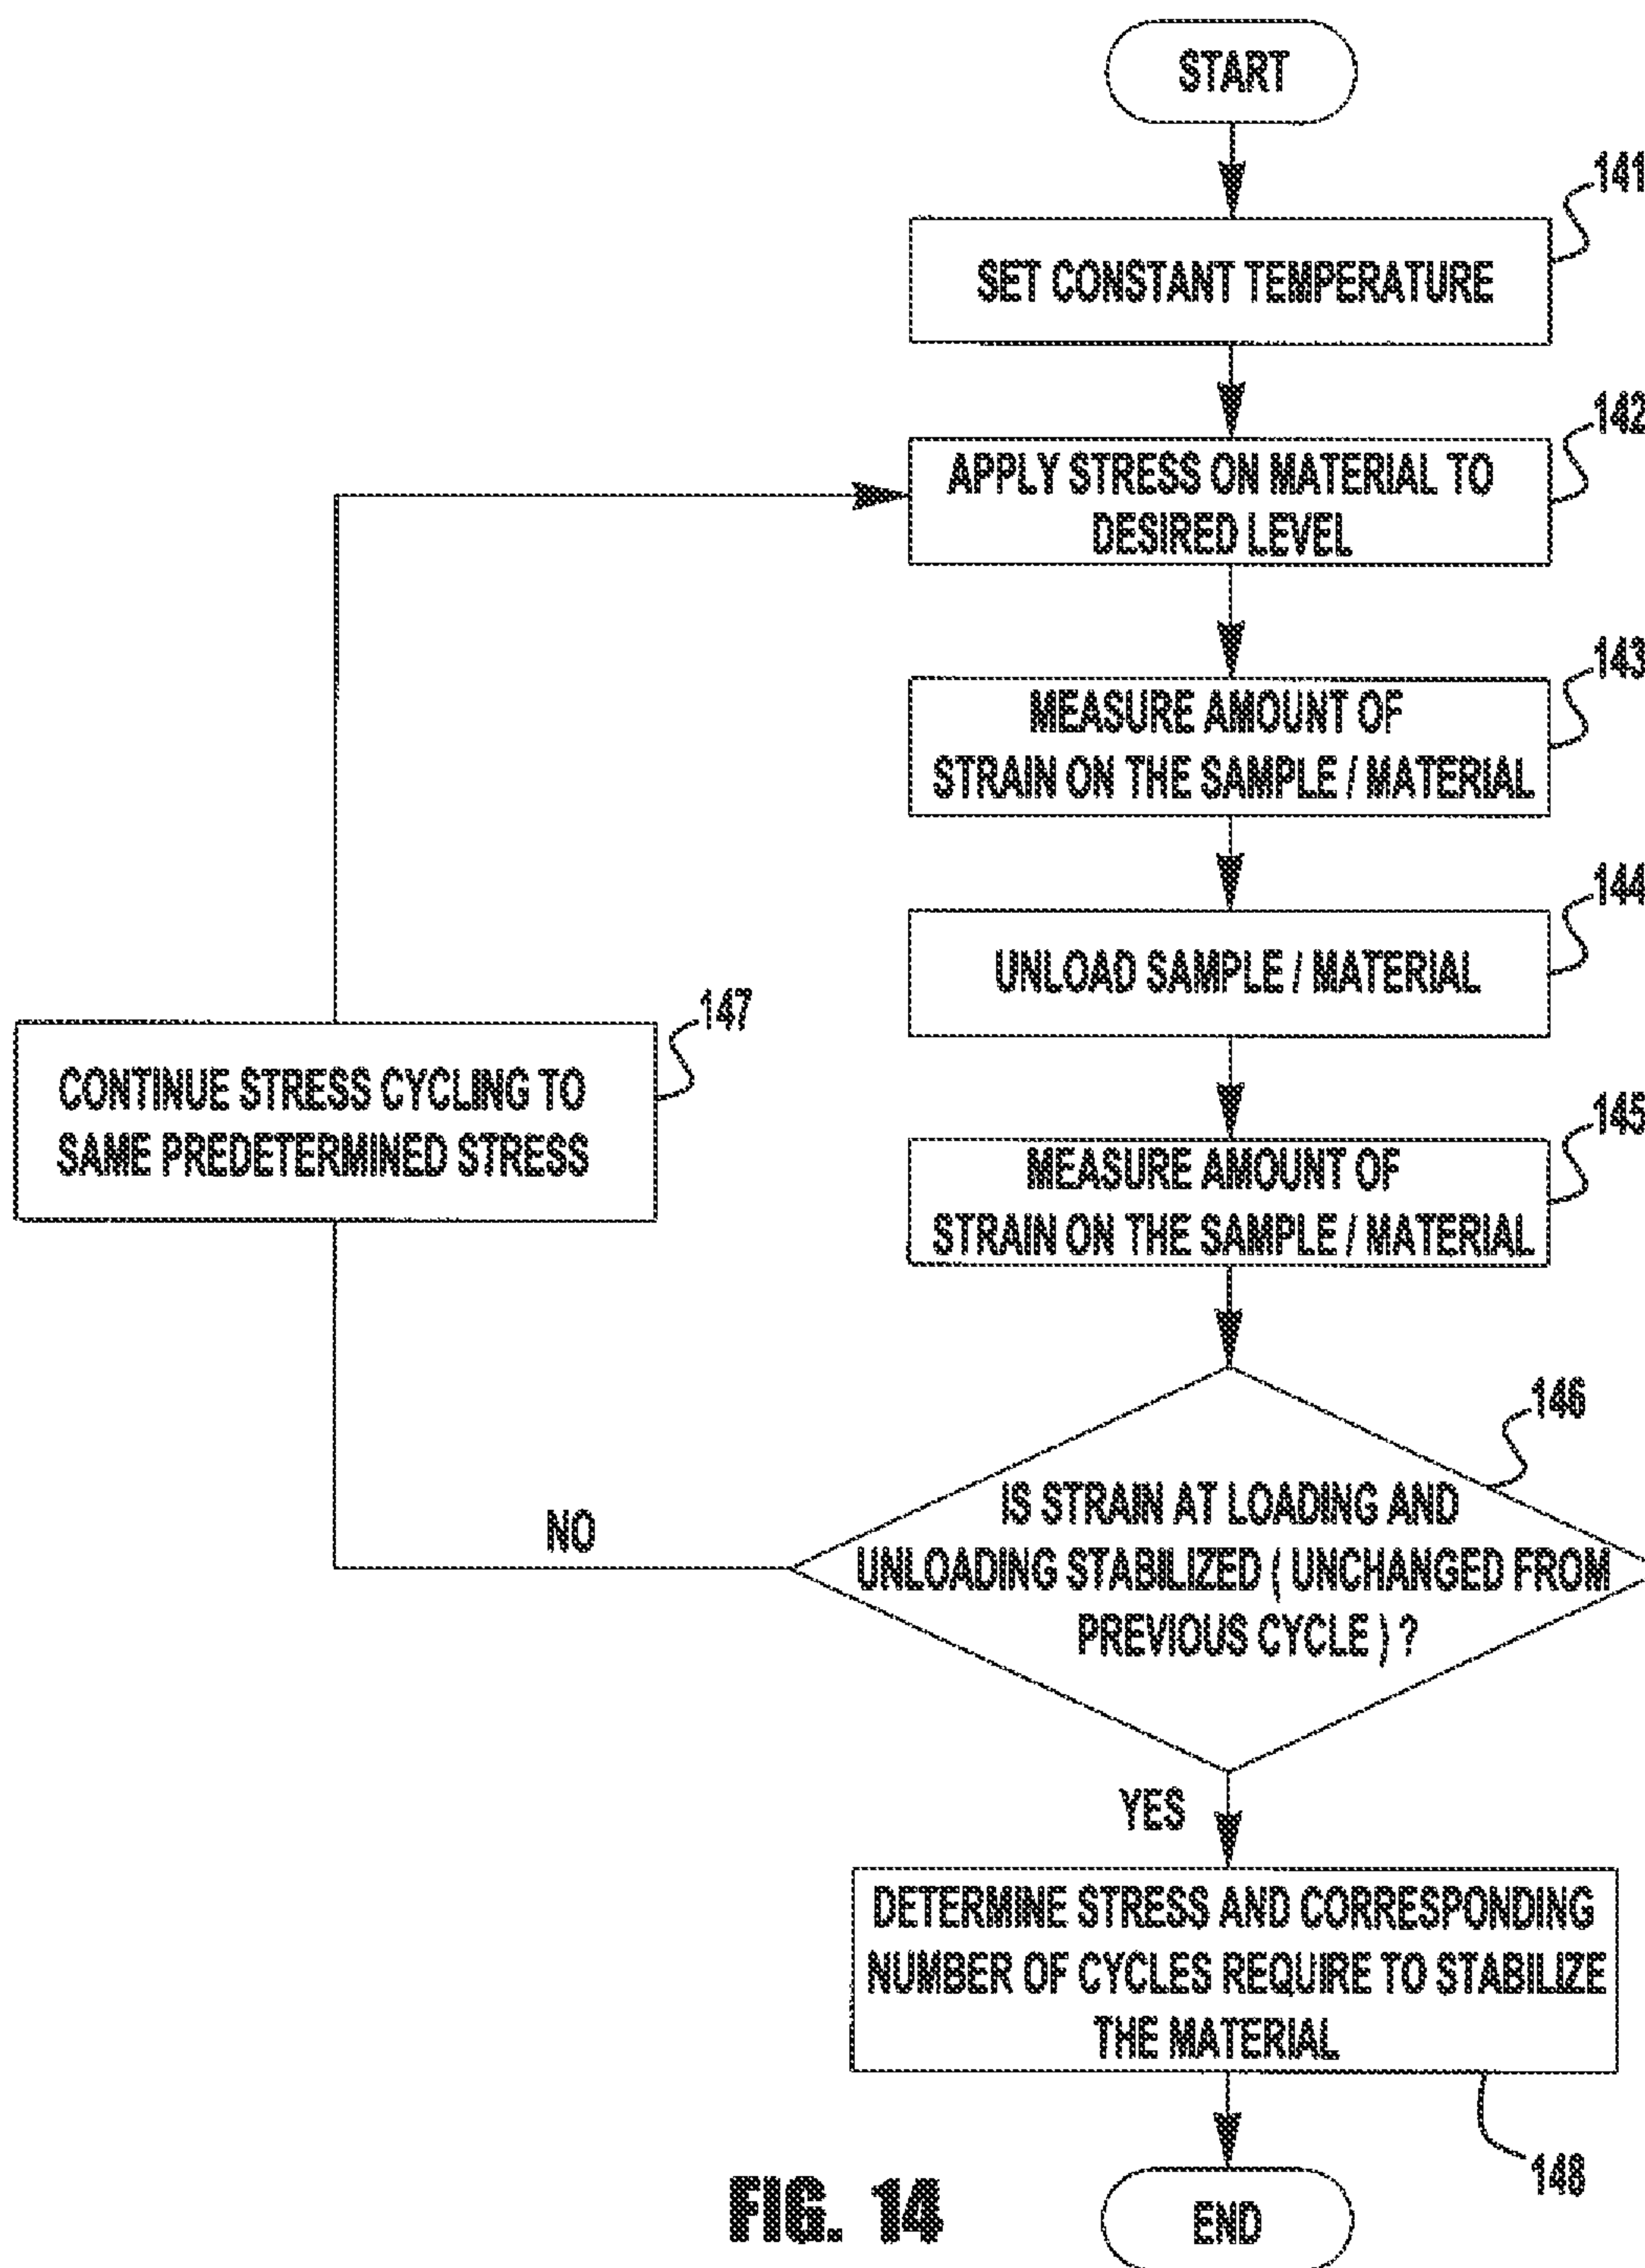 START
141
SET CONSTANT TEMPERATURE
142
APPLY STRESS ON MATERIAL TO
DESIRED LEVEL
143
MEASURE AMOUNT OF
STRAIN ON THE SAMPLE / MATERIAL
144
UNLOAD SAMPLE / MATERIAL
147
CONTINUE STRESS CYCLING TO
SAME PREDETERMINED STRESS
145
MEASURE AMOUNT OF
STRAIN ON THE SAMPLE / MATERIAL
146
IS STRAIN AT LOADING AND
UNLOADING STABILIZED ( UNCHANGED FROM
PREVIOUS CYCLE ) ?
NO
YES
DETERMINE STRESS AND CORRESPONDING
NUMBER OF CYCLES REQUIRE TO STABILIZE
THE MATERIAL
148
END
FIG. 14